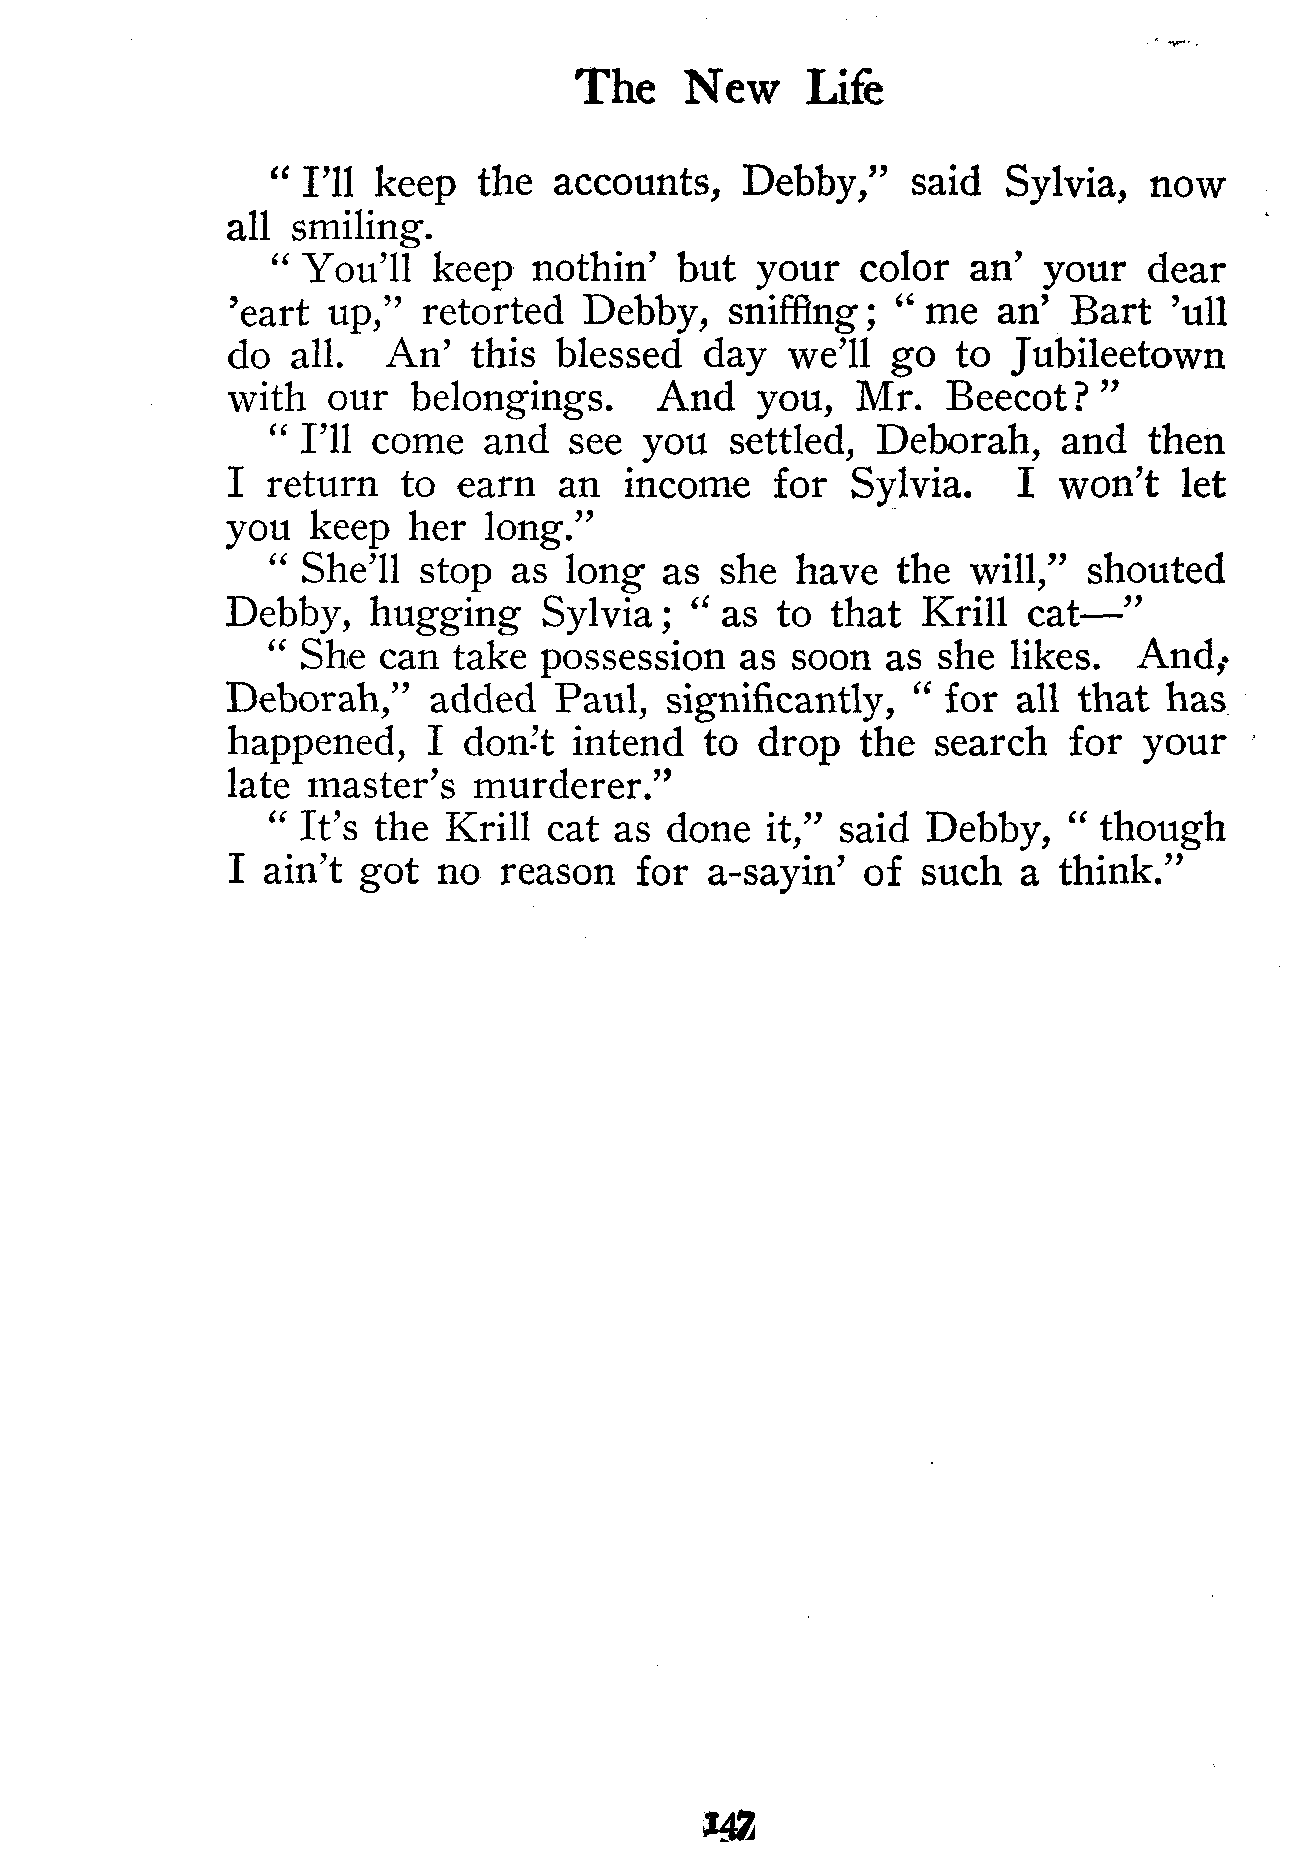 The New Life
“ I’ll keep the accounts, Debby,” said Sylvia, now
all smiling.
“ You’ll keep nothin’ but your color an’ your dear
’eart up,” retorted Debby, sniffing; “ me an’ Bart ’ull
do all. An’ this blessed day we’ll go to Jubileetown
with our belongings. And you, Mr. Beecot? ”
“ I’ll come and see you settled, Deborah, and then
I return to earn an income for Sylvia. I won’t let
you keep her long.”
“ She’ll stop as long as she have the will,” shouted
Debby, hugging Sylvia; “ as to that Krill cat—”
“ She can take possession as soon as she likes. And,
Deborah,” added Paul, significantly, “ for all that has
happened, I don’t intend to drop the search for your
late master’s murderer.”
“ It’s the Krill cat as done it,” said Debby, “ though
I ain’t got no reason for a-sayin’ of such a think.”
147